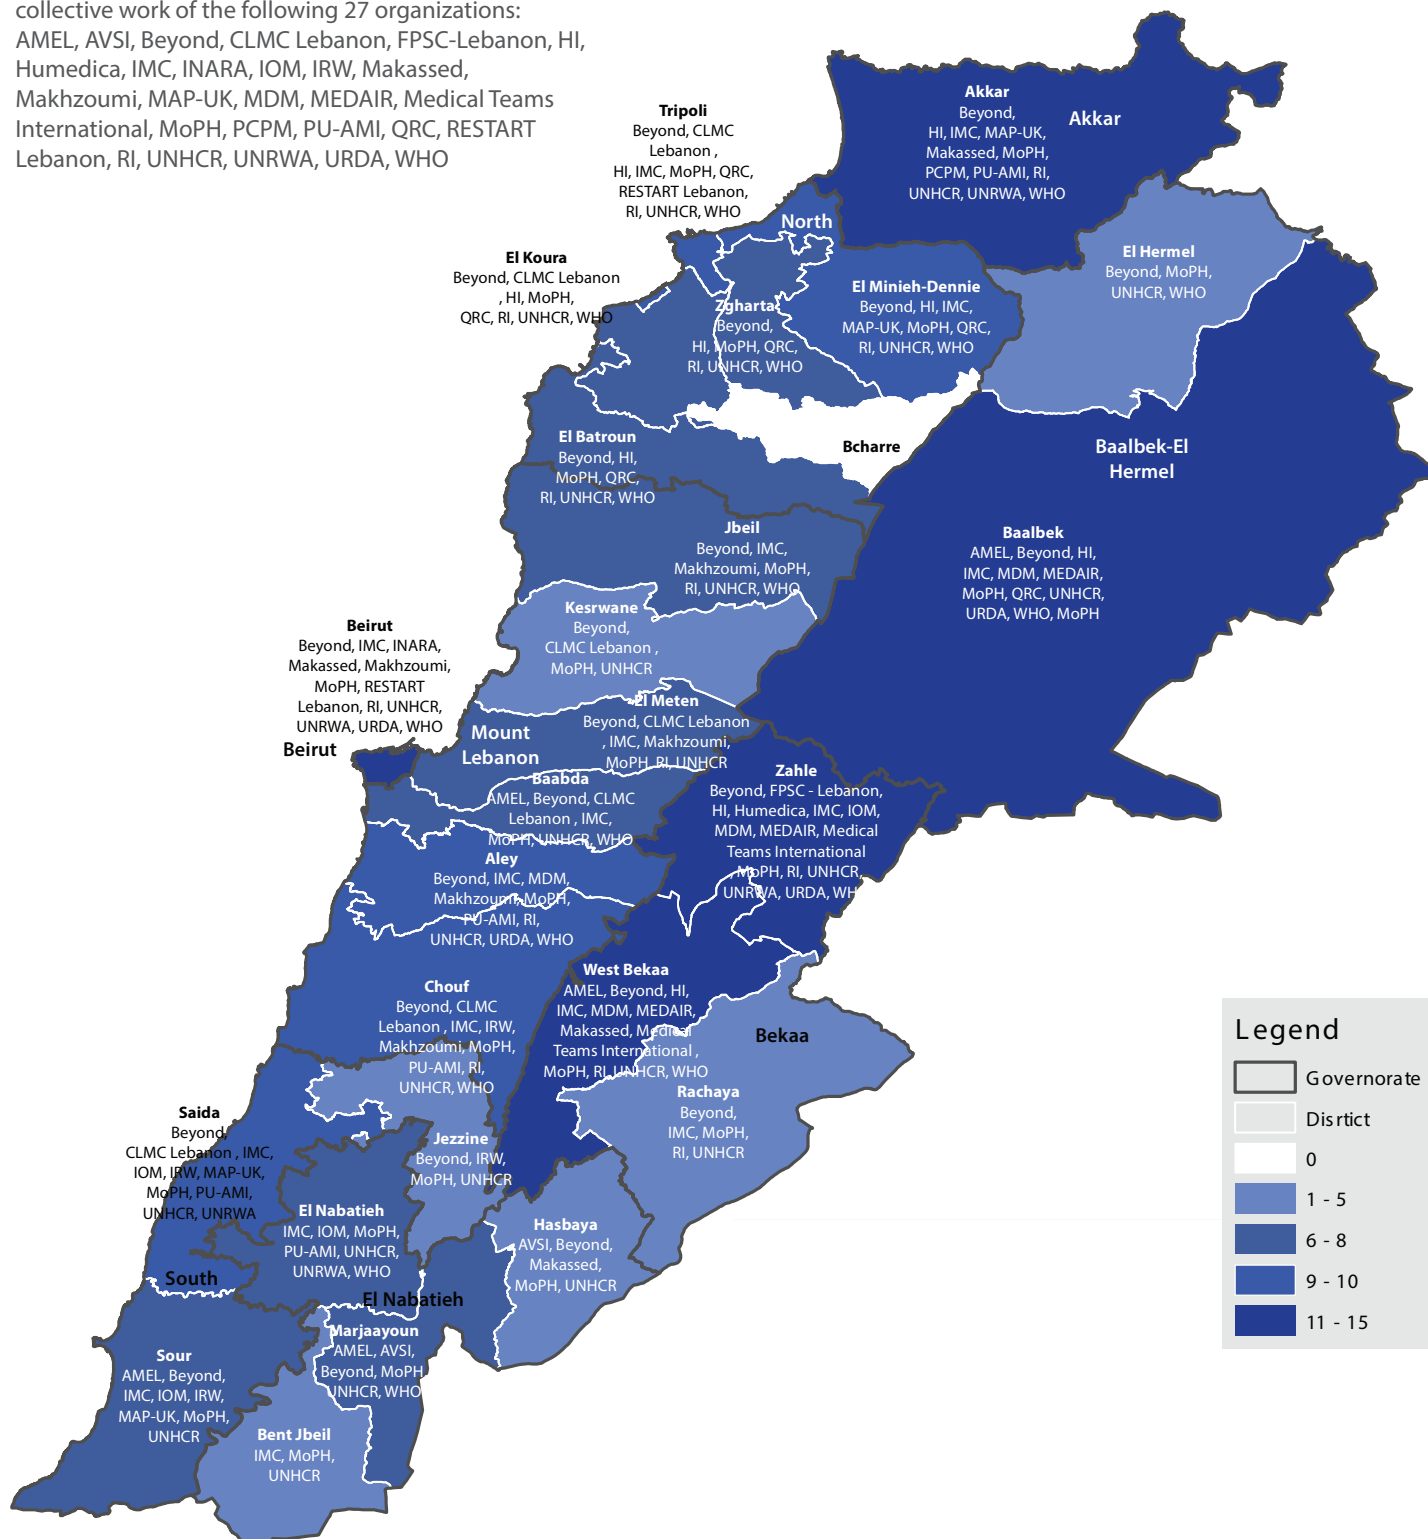 collective work of the following 27 organizations:
AMEL, AVSI, Beyond, CLMC Lebanon, FPSC-Lebanon, HI,
Humedica, IMC, INARA, IOM, IRW, Makassed,
Makhzoumi, MAP-UK, MDM, MEDAIR, Medical Teams
International, MoPH, PCPM, PU-AMI, QRC, RESTART
Lebanon, RI, UNHCR, UNRWA, URDA, WHO
Akkar
Beyond,
HI, IMC, MAP-UK,
Makassed, MoPH,
PCPM, PU-AMI, RI,
UNHCR, UNRWA, WHO
Akkar
Tripoli
Beyond, CLMC
Lebanon ,
HI, IMC, MoPH, QRC,
RESTART Lebanon,
RI, UNHCR, WHO
North
El Koura
Beyond, CLMC Lebanon
, HI, MoPH,
QRC, RI, UNHCR, WHO
El Hermel
Beyond, MoPH,
UNHCR, WHO
El Minieh-Dennie
Beyond, HI, IMC,
MAP-UK, MoPH, QRC,
RI, UNHCR, WHO
Zgharta
Beyond,
HI, MoPH, QRC,
RI, UNHCR, WHO
El Batroun
Beyond, HI,
MoPH, QRC,
RI, UNHCR, WHO
Bcharre
Baalbek-El
Hermel
Jbeil
Beyond, IMC,
Makhzoumi, MoPH,
RI, UNHCR, WHO
Baalbek
AMEL, Beyond, HI,
IMC, MDM, MEDAIR,
MoPH, QRC, UNHCR,
URDA, WHO, MoPH
Kesrwane
Beyond,
CLMC Lebanon ,
MoPH, UNHCR
Beirut
Beyond, IMC, INARA,
Makassed, Makhzoumi,
MoPH, RESTART
Lebanon, RI, UNHCR,
UNRWA, URDA, WHO
Beirut
El Meten
Beyond, CLMC Lebanon
, IMC, Makhzoumi,
MoPH, RI, UNHCR
Mount
Lebanon
Baabda
AMEL, Beyond, CLMC
Lebanon , IMC,
MoPH, UNHCR, WHO
Zahle
Beyond, FPSC - Lebanon,
HI, Humedica, IMC, IOM,
MDM, MEDAIR, Medical
Teams International
, MoPH, RI, UNHCR,
UNRWA, URDA, WH
Aley
Beyond, IMC, MDM,
Makhzoumi, MoPH,
PU-AMI, RI,
UNHCR, URDA, WHO
Chouf
Beyond, CLMC
Lebanon , IMC, IRW,
Makhzoumi, MoPH,
PU-AMI, RI,
UNHCR, WHO
West Bekaa
AMEL, Beyond, HI,
IMC, MDM, MEDAIR,
Makassed, Medical
Teams International ,
MoPH, RI, UNHCR, WHO
Bekaa
Rachaya
Beyond,
IMC, MoPH,
RI, UNHCR
Saida
Beyond,
CLMC Lebanon , IMC,
IOM, IRW, MAP-UK,
MoPH, PU-AMI,
UNHCR, UNRWA
Jezzine
Beyond, IRW,
MoPH, UNHCR
El Nabatieh
IMC, IOM, MoPH,
PU-AMI, UNHCR,
UNRWA, WHO
Hasbaya
AVSI, Beyond,
Makassed,
MoPH, UNHCR
South
El Nabatieh
Marjaayoun
AMEL, AVSI,
Beyond, MoPH
UNHCR, WHO
Sour
AMEL, Beyond,
IMC, IOM, IRW,
MAP-UK, MoPH,
UNHCR
Bent Jbeil
IMC, MoPH,
UNHCR
Legend
Governorate
Disrtict
0
1 - 5
6 - 8
9 - 10
11 - 15